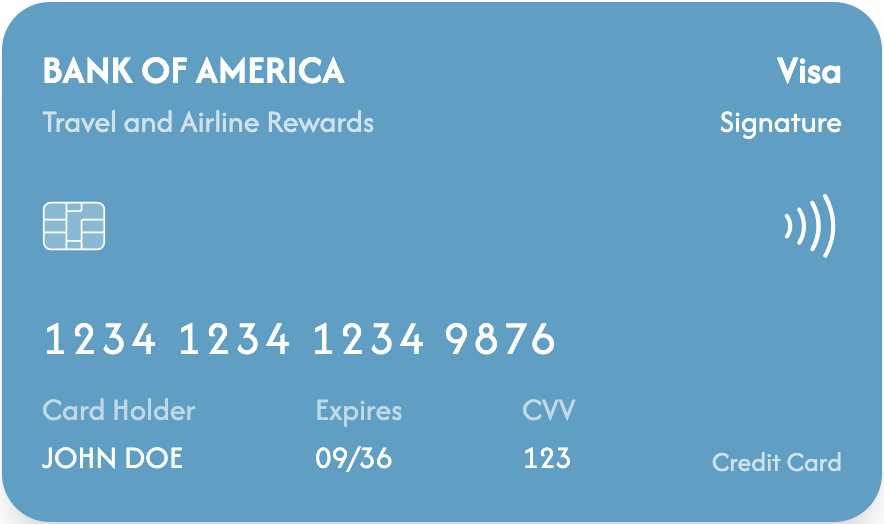 BANK OF AMERICA
Visa
Travel and Airline Rewards
Signature
1234 1234 1234 9876
Card Holder
Expires
CVV
JOHN DOE
09/36
123
Credit Card